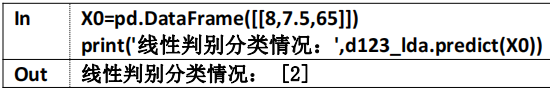 In X0=pd.DataFrame([[8,7.5,65]])
print('线性判别分类情况：',d123_lda.predict(X0))
Out 线性判别分类情况： [2]